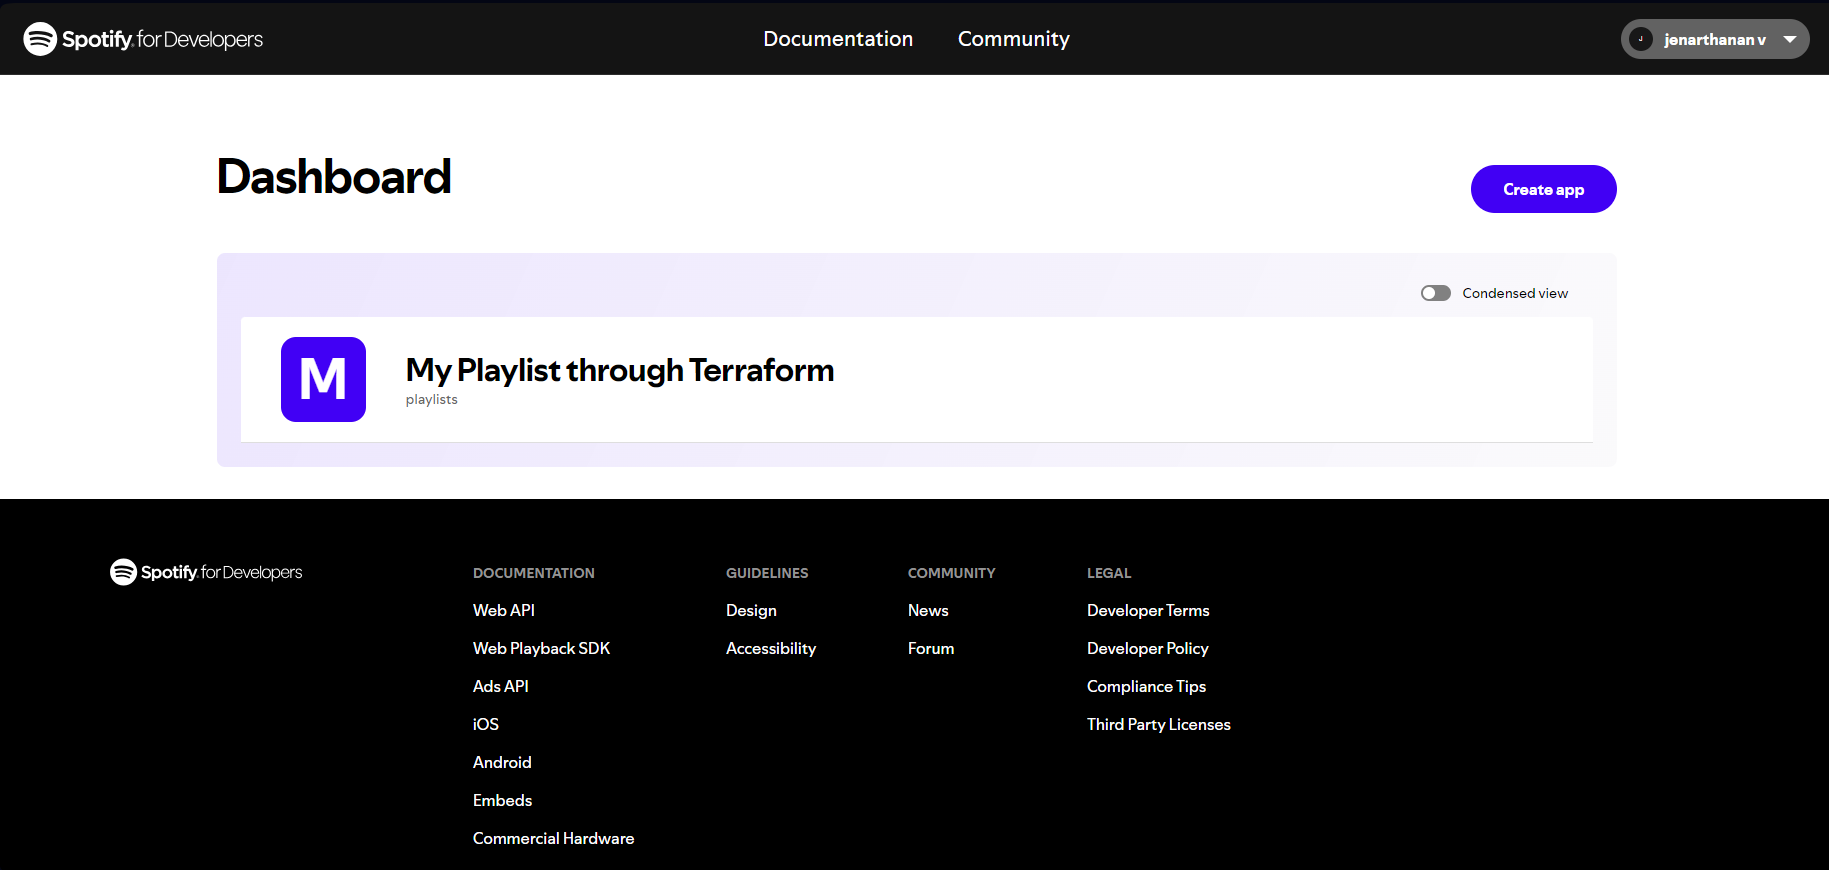 Spotify for Developers
Documentation
Community
J
jenarthanan v
Dashboard
Create app
Condensed view
M
My Playlist through Terraform
playlists
Spotify for Developers
DOCUMENTATION
Web API
Web Playback SDK
Ads API
iOS
Android
Embeds
Commercial Hardware
GUIDELINES
Design
Accessibility
COMMUNITY
News
Forum
LEGAL
Developer Terms
Developer Policy
Compliance Tips
Third Party Licenses